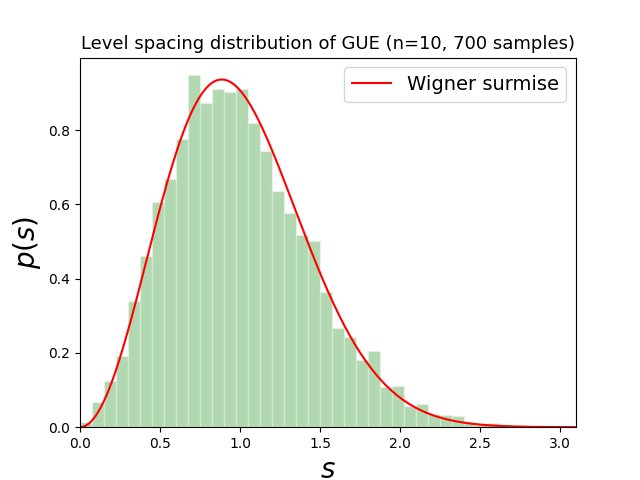 Level spacing distribution of GUE (n=10, 700 samples)
Wigner surmise
p(s)
0.8
0.6
0.4
0.2
0.0
0.0 0.5 1.0 1.5 2.0 2.5 3.0
s